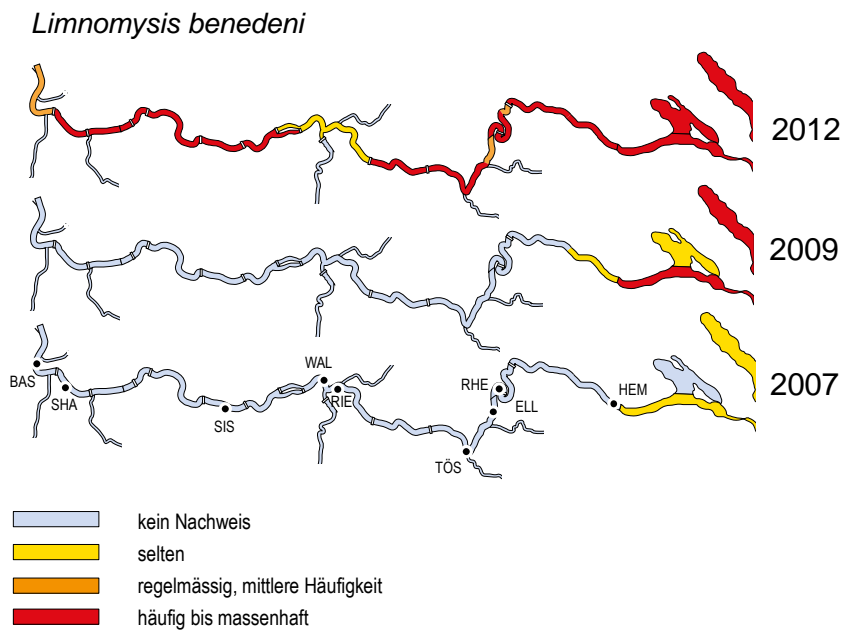 Limnomysis benedeni
2012
2009
2007
BAS
SHA
SIS
WAL
RIE
TÖS
RHE
ELL
HEM
kein Nachweis
selten
regelmässig, mittlere Häufigkeit
häufig bis massenhaft